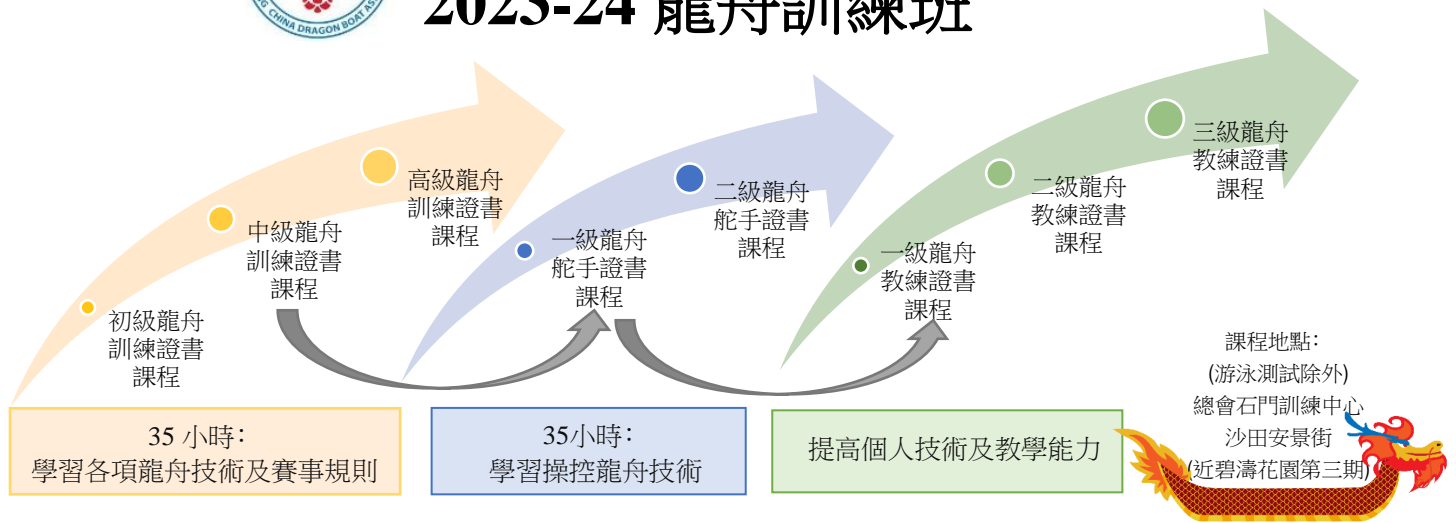 CHINA DRAGON BOAT
2023-24 龍舟訓練班
初級龍舟
訓練證書
課程
中級龍舟
訓練證書
課程
高級龍舟
訓練證書
課程
一級龍舟
舵手證書
課程
二級龍舟
舵手證書
課程
一級龍舟
教練證書
課程
二級龍舟
教練證書
課程
三級龍舟
教練證書
課程
35 小時：
學習各項龍舟技術及賽事規則
35小時：
學習操控龍舟技術
提高個人技術及教學能力
課程地點：
(游泳測試除外)
總會石門訓練中心
沙田安景街
(近碧濤花園第三期)